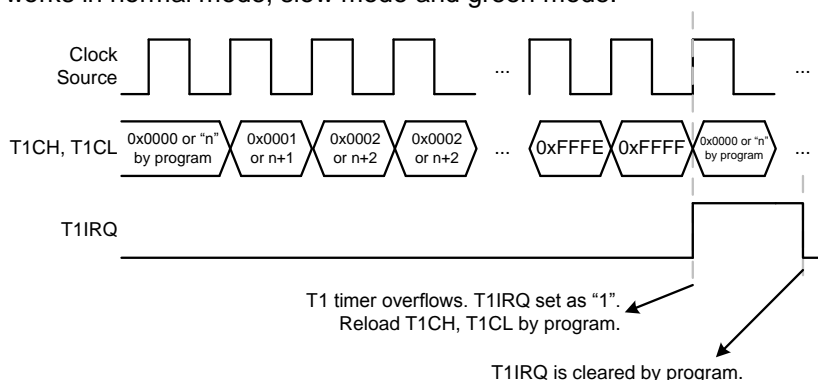 works in normal mode, slow mode and green mode.
Clock
Source
...
...
T1CH, T1CL
0x0000 or "n"
by program
0x0001
or n+1
0x0002
or n+2
0x0002
or n+2
...
0xFFFE
0xFFFF
0x0000 or "n"
by program
...
T1IRQ
T1 timer overflows. T1IRQ set as "1".
Reload T1CH, T1CL by program.
T1IRQ is cleared by program.